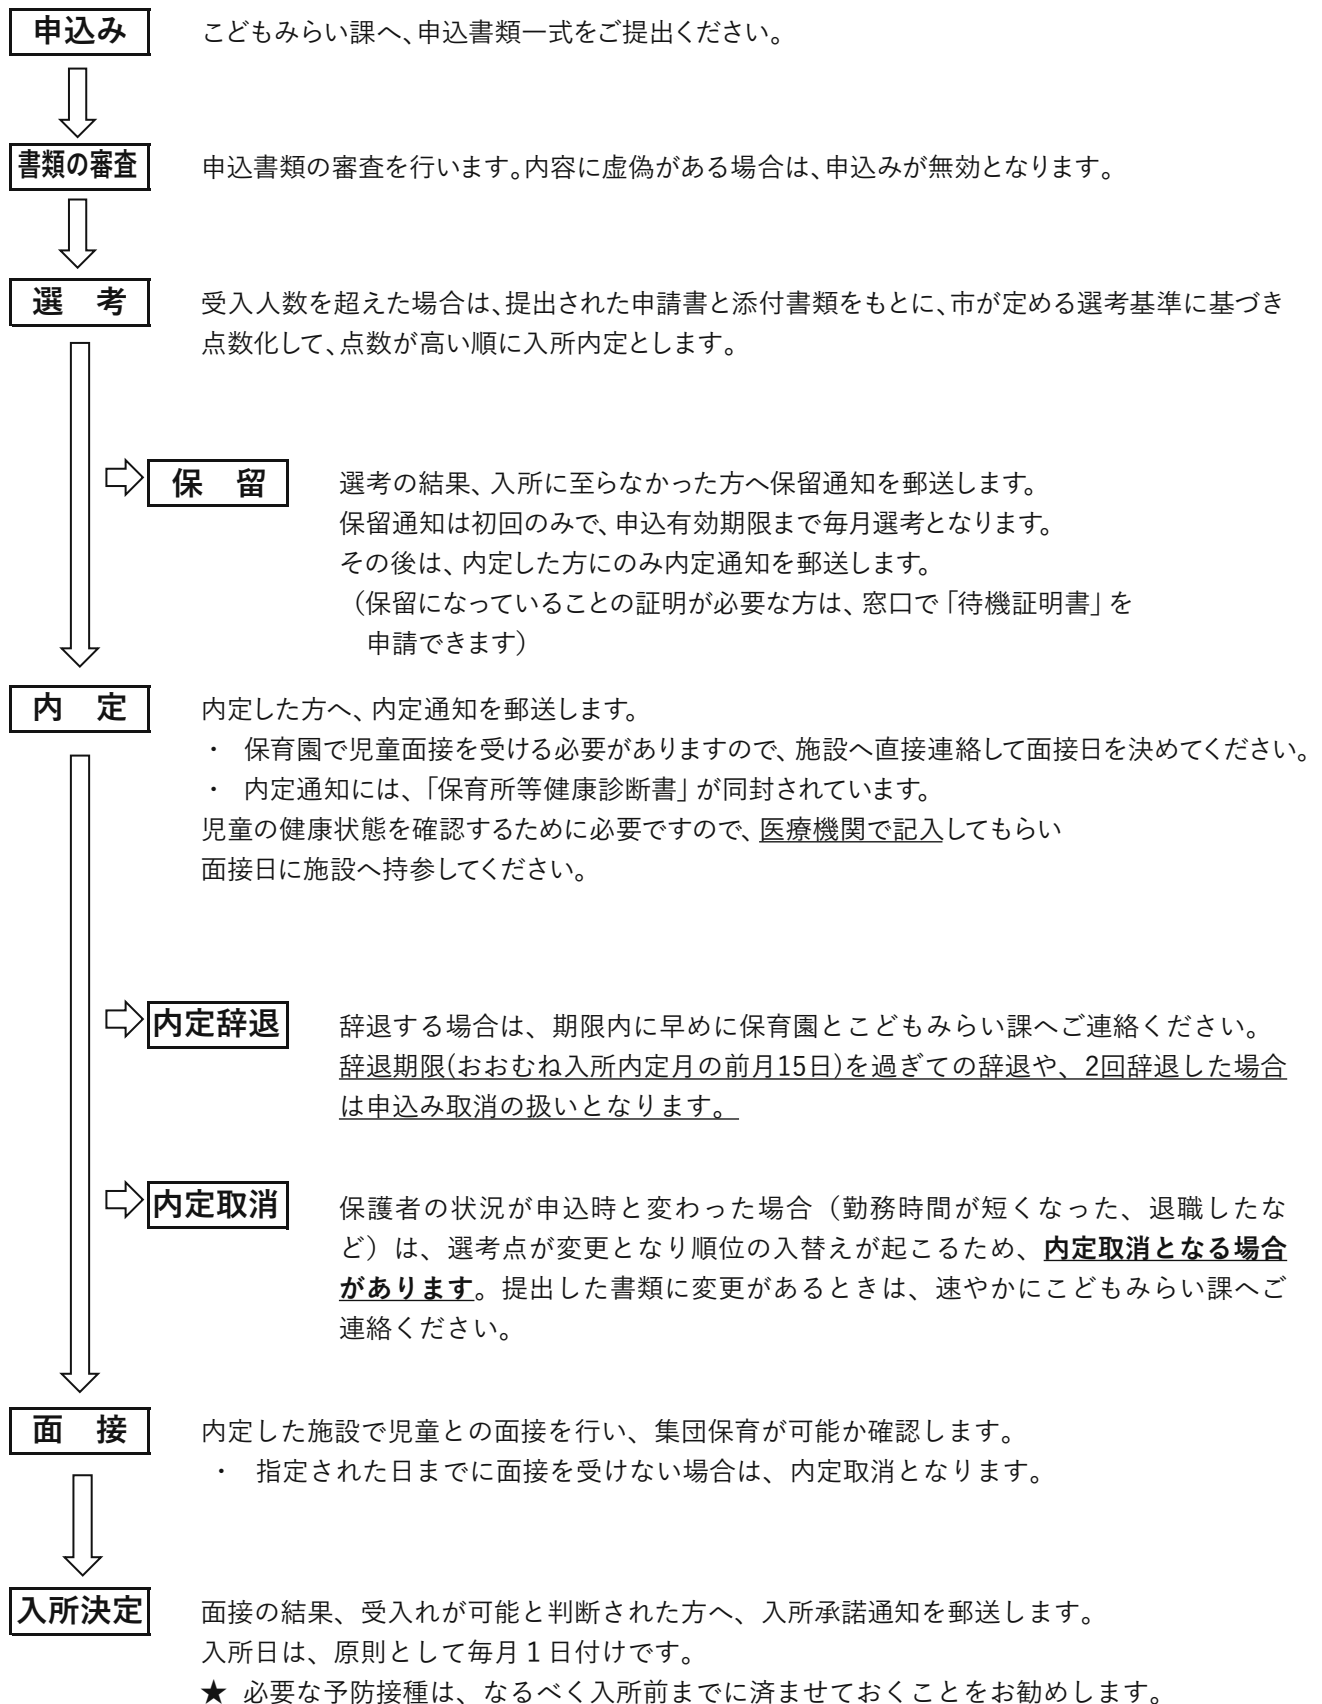 申込み
こどもみらい課へ、申込書類一式をご提出ください。
書類の審査
申込書類の審査を行います。内容に虚偽がある場合は、申込みが無効となります。
選　考
受入人数を超えた場合は、提出された申請書と添付書類をもとに、市が定める選考基準に基づき
点数化して、点数が高い順に入所内定とします。
保　留
選考の結果、入所に至らなかった方へ保留通知を郵送します。
保留通知は初回のみで、申込有効期限まで毎月選考となります。
その後は、内定した方にのみ内定通知を郵送します。
（保留になっていることの証明が必要な方は、窓口で「待機証明書」を
申請できます）
内　定
内定した方へ、内定通知を郵送します。
・　保育園で児童面接を受ける必要がありますので、施設へ直接連絡して面接日を決めてください。
・　内定通知には、「保育所等健康診断書」が同封されています。
児童の健康状態を確認するために必要ですので、医療機関で記入してもらい
面接日に施設へ持参してください。
内定辞退
辞退する場合は、期限内に早めに保育園とこどもみらい課へご連絡ください。
辞退期限(おおむね入所内定月の前月15日)を過ぎての辞退や、2回辞退した場合
は申込み取消の扱いとなります。
内定取消
保護者の状況が申込時と変わった場合（勤務時間が短くなった、退職したな
ど）は、選考点が変更となり順位の入替えが起こるため、内定取消となる場合
があります。提出した書類に変更があるときは、速やかにこどもみらい課へご
連絡ください。
面　接
内定した施設で児童との面接を行い、集団保育が可能か確認します。
・　指定された日までに面接を受けない場合は、内定取消となります。
入所決定
面接の結果、受入れが可能と判断された方へ、入所承諾通知を郵送します。
入所日は、原則として毎月１日付けです。
★ 必要な予防接種は、なるべく入所前までに済ませておくことをお勧めします。